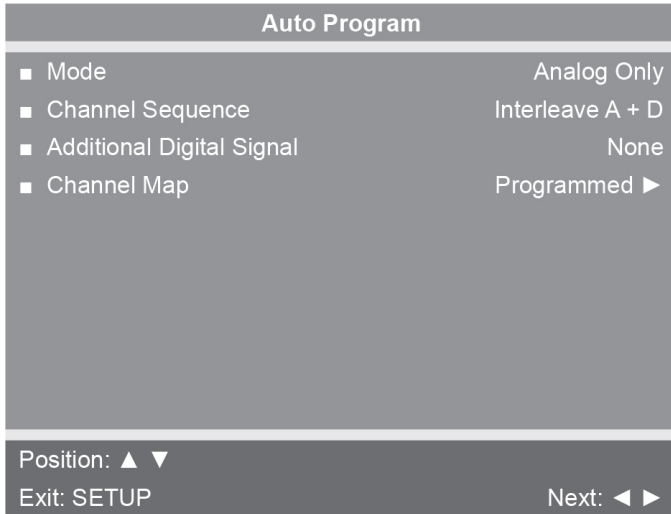 Auto Program
■ Mode Analog Only
■ Channel Sequence Interleave A + D
■ Additional Digital Signal None
■ Channel Map Programmed ►
Position: ▲ ▼
Exit: SETUP Next: ◄ ►